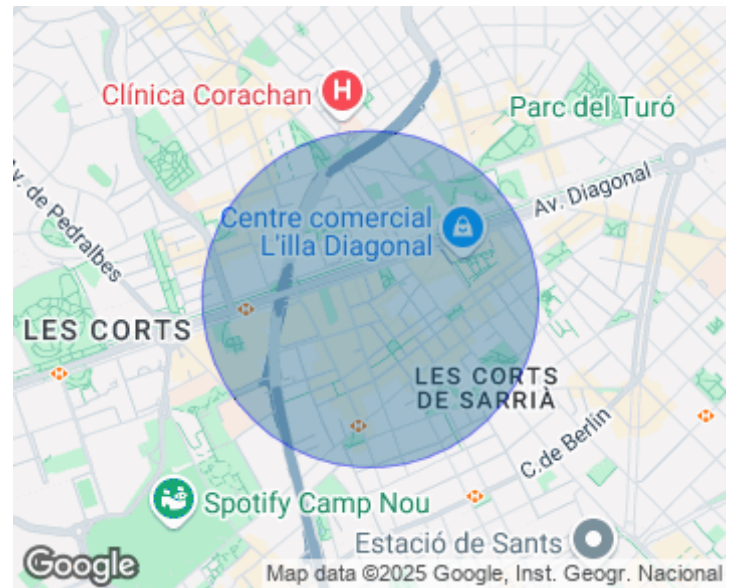 Clínica Corachan
H
Parc del Turó
Av. de Pedralbes
Av. Diagonal
Centre comercial
L'illa Diagonal
LES CORTS
LES CORTS
DE SARRIÀ
C. de Berlín
Spotify Camp Nou
Estació de Sants
Google
Map data ©2025 Google, Inst. Geogr. Nacional